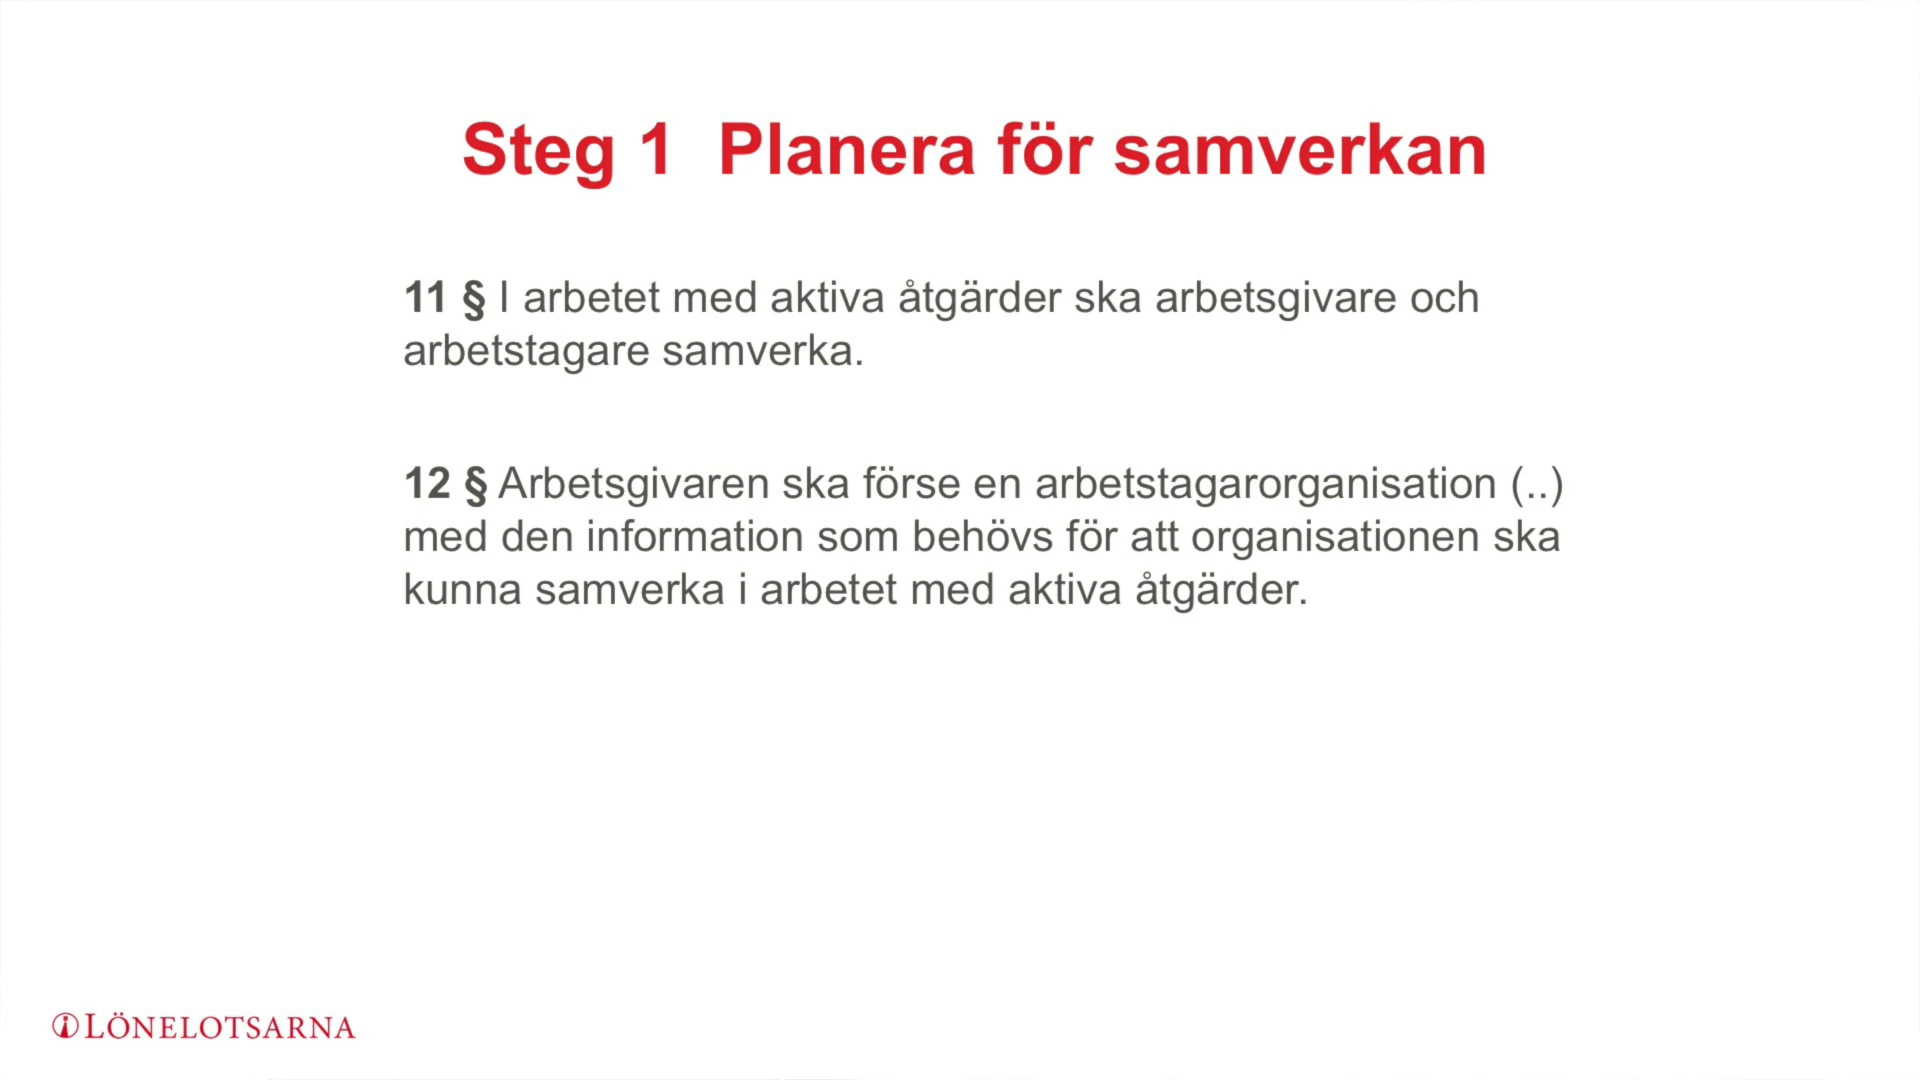 Steg 1 Planera för samverkan
11 § I arbetet med aktiva åtgärder ska arbetsgivare och
arbetstagare samverka.
12 § Arbetsgivaren ska förse en arbetstagarorganisation (..)
med den information som behövs för att organisationen ska
kunna samverka i arbetet med aktiva åtgärder.
LÖNELOTSARNA